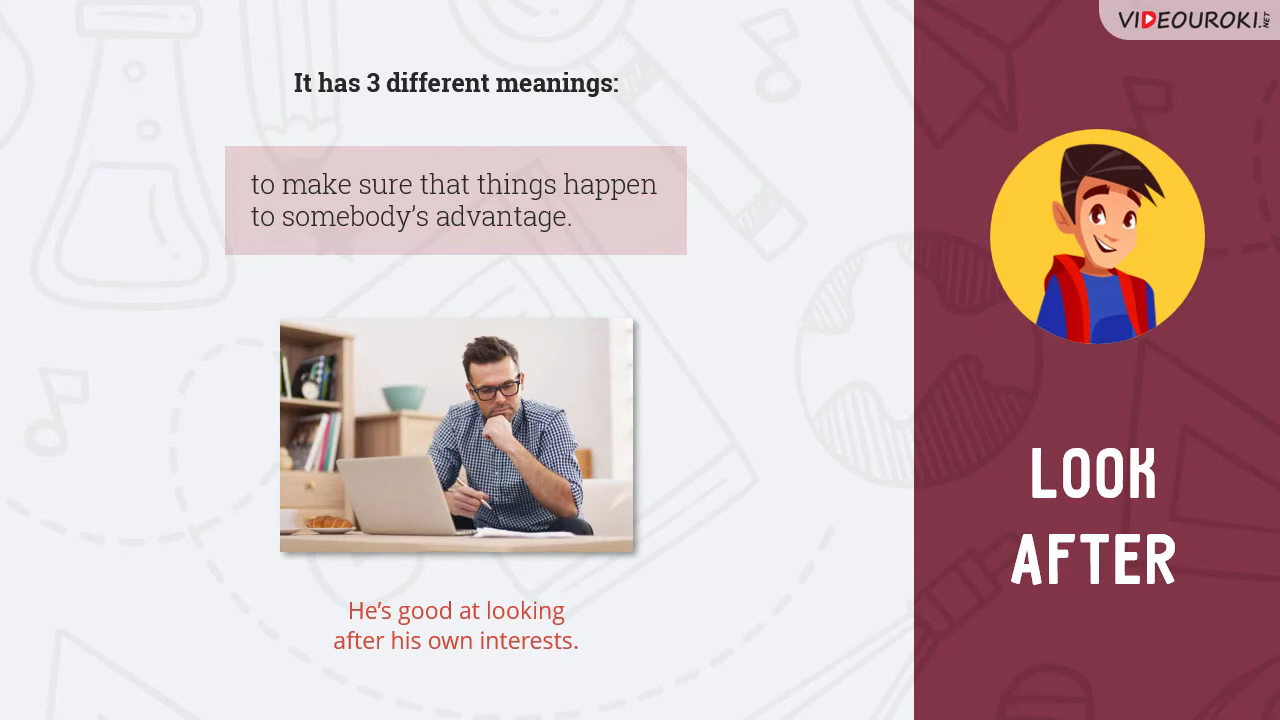 VIDEOUROKI.NET
It has 3 different meanings:
to make sure that things happen
to somebody’s advantage.
He’s good at looking
after his own interests.
LOOK
AFTER